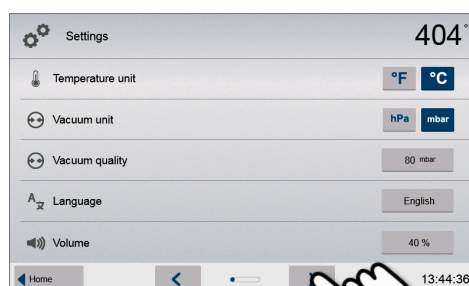 Settings 404°
Temperature unit °F °C
Vacuum unit hPa mbar
Vacuum quality 80 mbar
Language English
Volume 40 %
Home 13:44:36